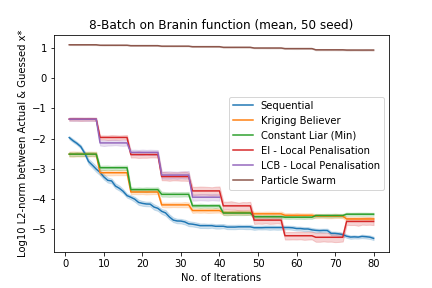 8-Batch on Branin function (mean, 50 seed)
Log10 L2-norm between Actual & Guessed x*
1
0
−1
−2
−3
−4
−5
Sequential
Kriging Believer
Constant Liar (Min)
EI - Local Penalisation
LCB - Local Penalisation
Particle Swarm
0 10 20 30 40 50 60 70 80
No. of Iterations